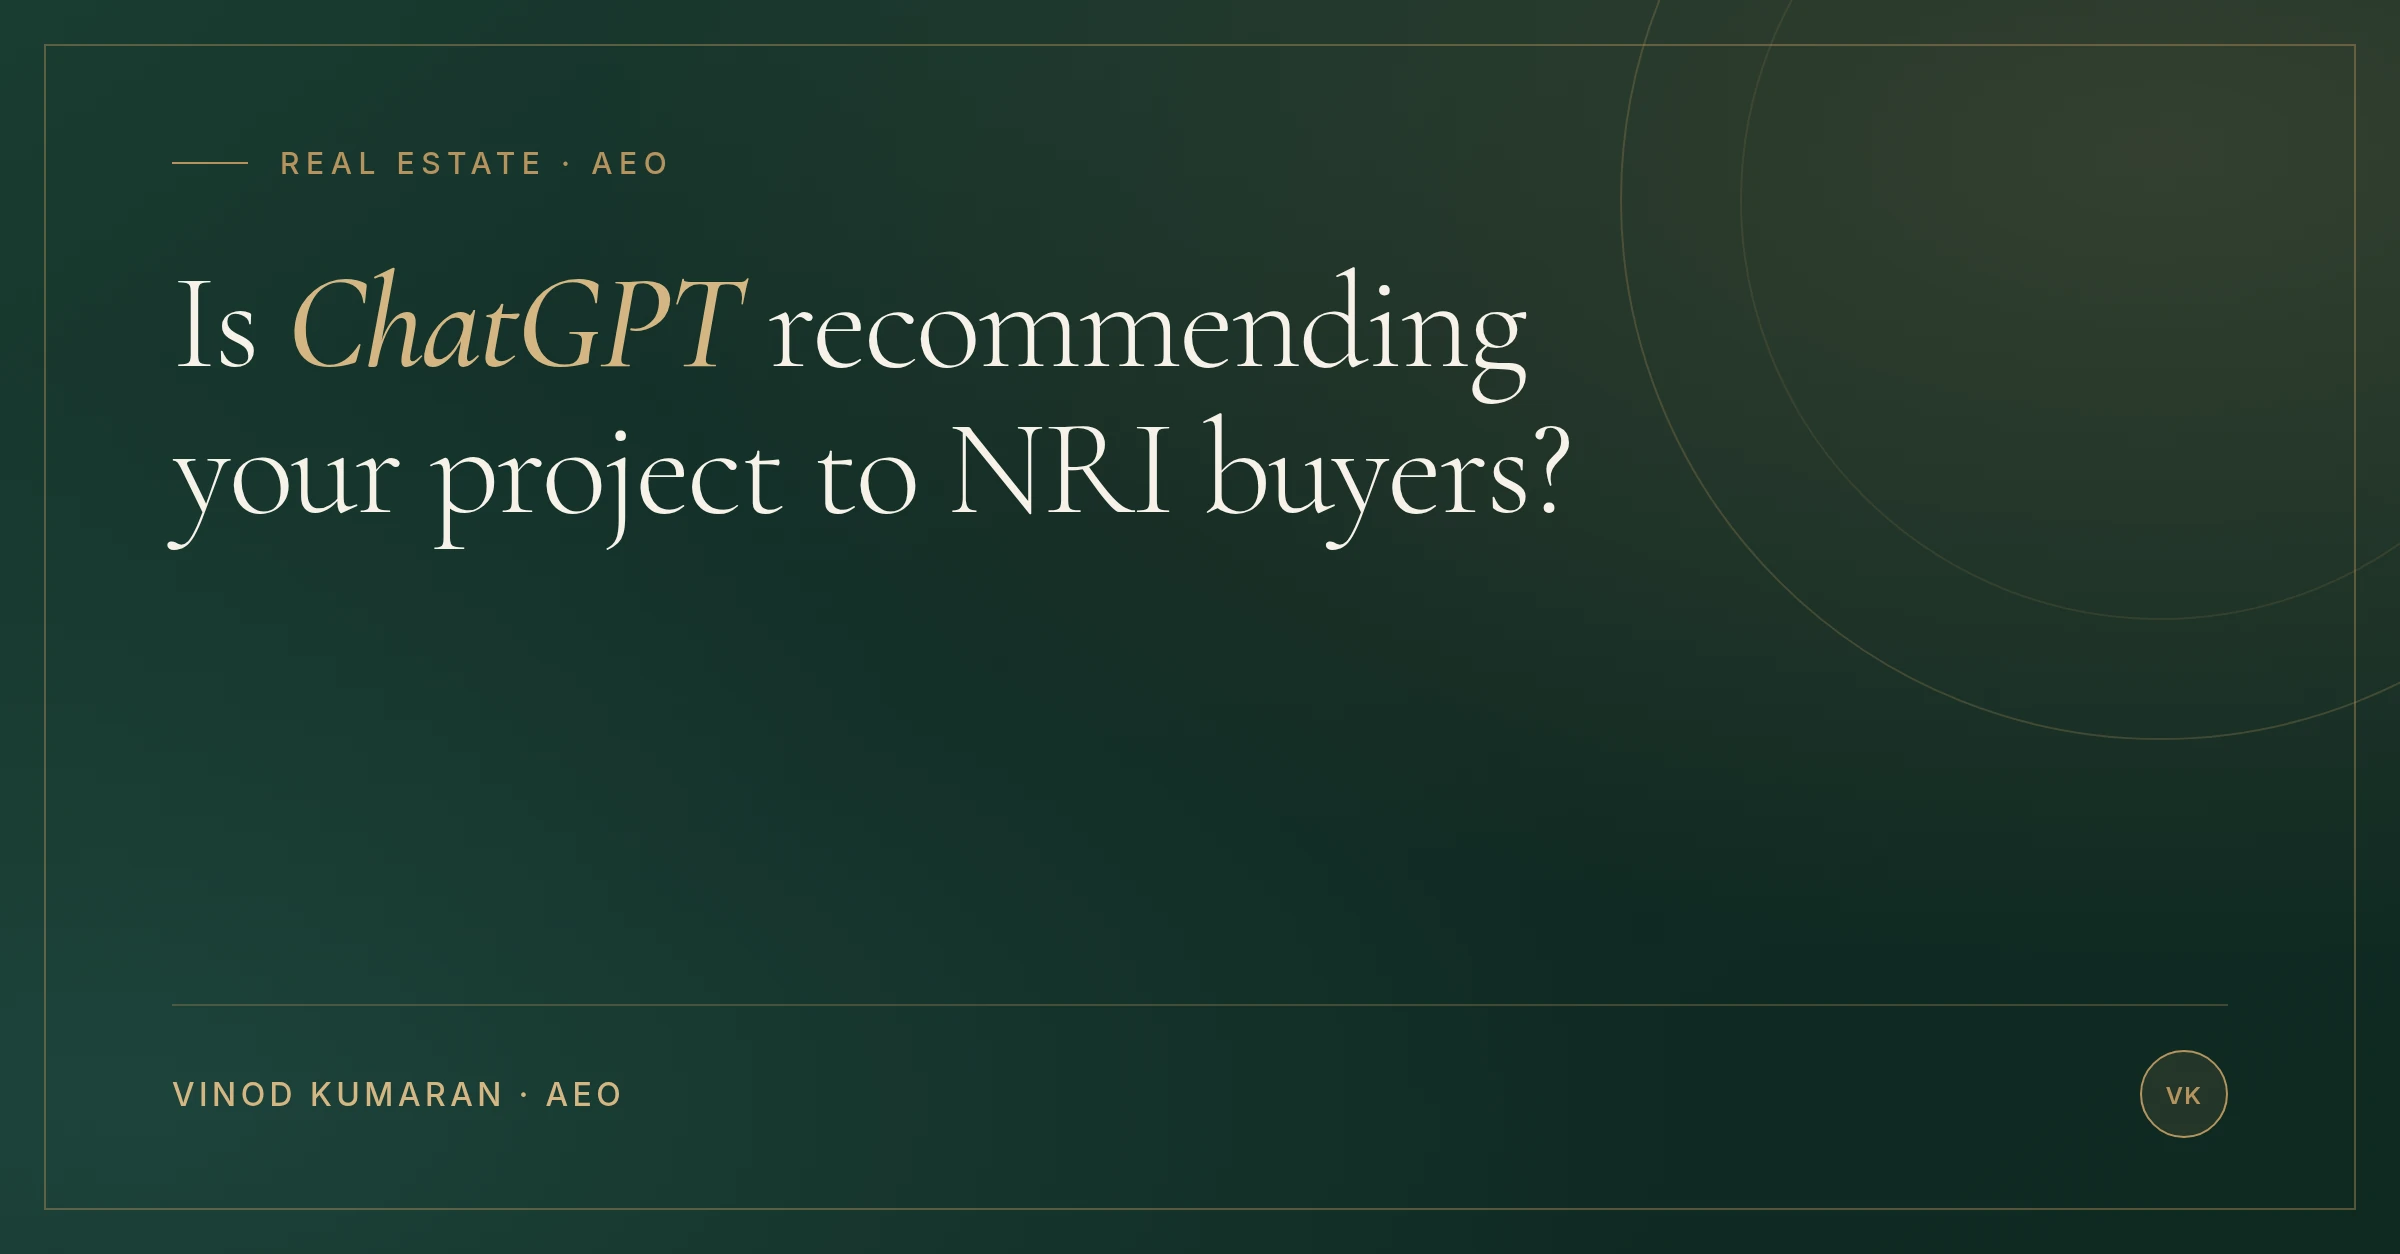 REAL ESTATE · AEO
Is ChatGPT recommending
your project to NRI buyers?
VINOD KUMARAN · AEO
VK